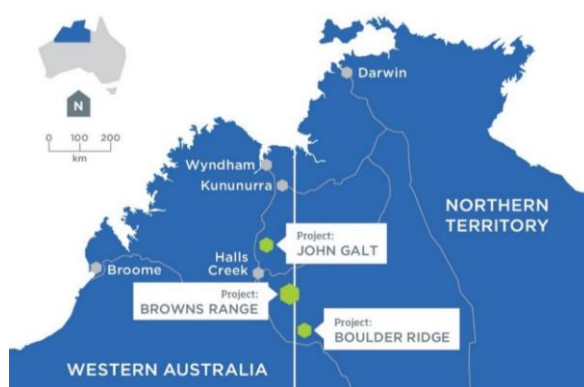 N
0 100 200
km
Darwin
Wyndham
Kununurra
NORTHERN
TERRITORY
Project:
JOHN GALT
Halls
Creek
Broome
Project:
BROWNS RANGE
Project:
BOULDER RIDGE
WESTERN AUSTRALIA